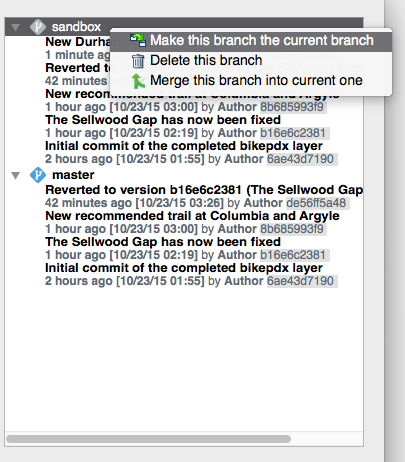 sandbox
Make this branch the current branch
Delete this branch
Merge this branch into current one
New Durha
1 minute
Reverted to
42 minutes
New recommended trail at Columbia and Argyle
1 hour ago [10/23/15 03:00] by Author 8b685993f9
The Sellwood Gap has now been fixed
1 hour ago [10/23/15 02:19] by Author b16e6c2381
Initial commit of the completed bikepdx layer
2 hours ago [10/23/15 01:55] by Author 6ae43d7190
master
Reverted to version b16e6c2381 (The Sellwood Gap
42 minutes ago [10/23/15 03:26] by Author de56ff5a48
New recommended trail at Columbia and Argyle
1 hour ago [10/23/15 03:00] by Author 8b685993f9
The Sellwood Gap has now been fixed
1 hour ago [10/23/15 02:19] by Author b16e6c2381
Initial commit of the completed bikepdx layer
2 hours ago [10/23/15 01:55] by Author 6ae43d7190